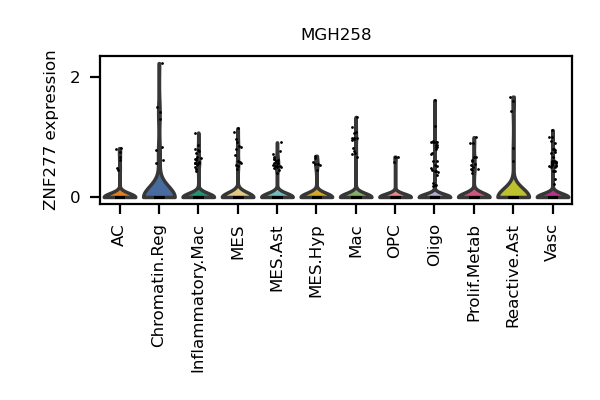 MGH258
ZNF277 expression
2
0
AC
Chromatin.Reg
Inflammatory.Mac
MES
MES.Ast
MES.Hyp
Mac
OPC
Oligo
Prolif.Metab
Reactive.Ast
Vasc